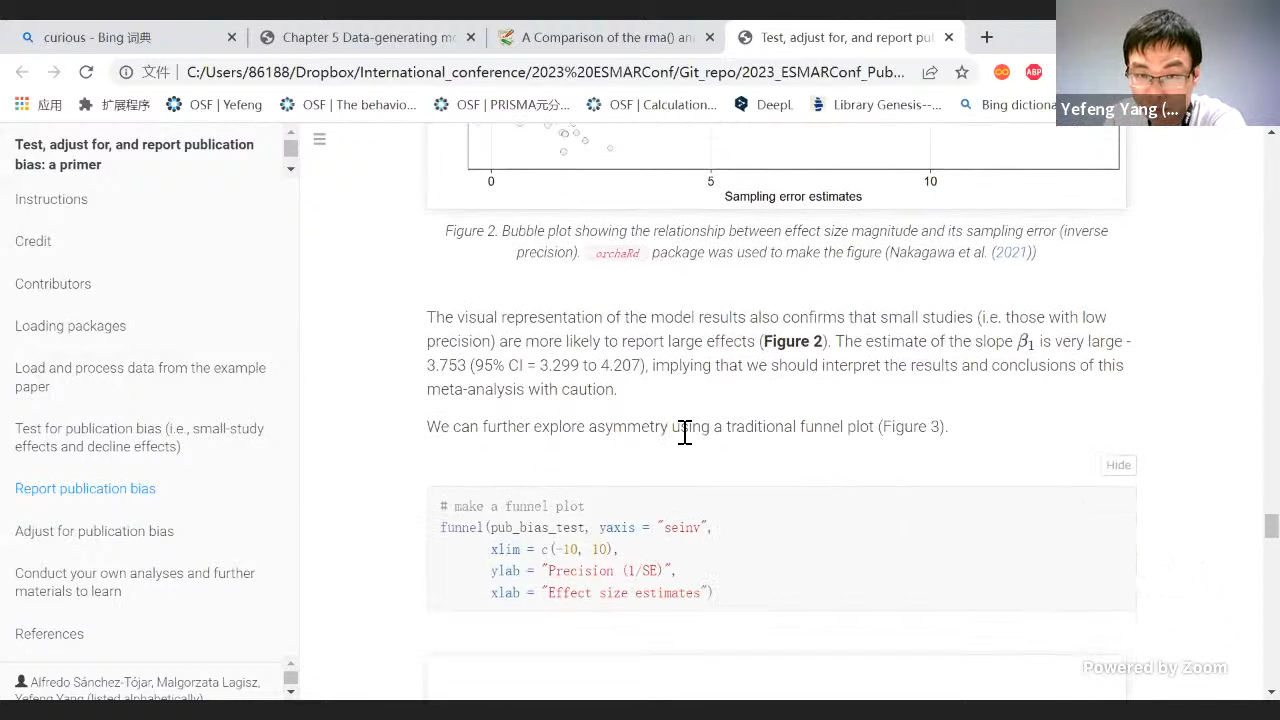 curious - Bing 词典
Chapter 5 Data-generating mo
A Comparison of the rma() an
Test, adjust for, and report pu
文件 C:/Users/86188/Dropbox/International_conference/2023%20ESMARConf/Git_repo/2023_ESMARConf_Pub...
ABP
应用 扩展程序 OSF | Yefeng OSF | The behavio... OSF | PRISMA元分... OSF | Calculation... DeepL Library Genesis--... Bing dictiona
Yefeng Yang (...
Test, adjust for, and report publication
bias: a primer
Instructions
Credit
Contributors
Loading packages
Load and process data from the example
paper
Test for publication bias (i.e., small-study
effects and decline effects)
Report publication bias
Adjust for publication bias
Conduct your own analyses and further
materials to learn
References
Alfredo Sánchez-Tójar, Malgorzata Lagisz,
Yefeng Yang (listed alphabetically)
0 5 10
Sampling error estimates
Figure 2. Bubble plot showing the relationship between effect size magnitude and its sampling error (inverse
precision). orchaRd package was used to make the figure (Nakagawa et al. (2021))
The visual representation of the model results also confirms that small studies (i.e. those with low
precision) are more likely to report large effects (Figure 2). The estimate of the slope β1 is very large -
3.753 (95% CI = 3.299 to 4.207), implying that we should interpret the results and conclusions of this
meta-analysis with caution.
We can further explore asymmetry using a traditional funnel plot (Figure 3).
Hide
# make a funnel plot
funnel(pub_bias_test, yaxis = "seinv",
xlim = c(-10, 10),
ylab = "Precision (1/SE)",
xlab = "Effect size estimates")
Powered by Zoom